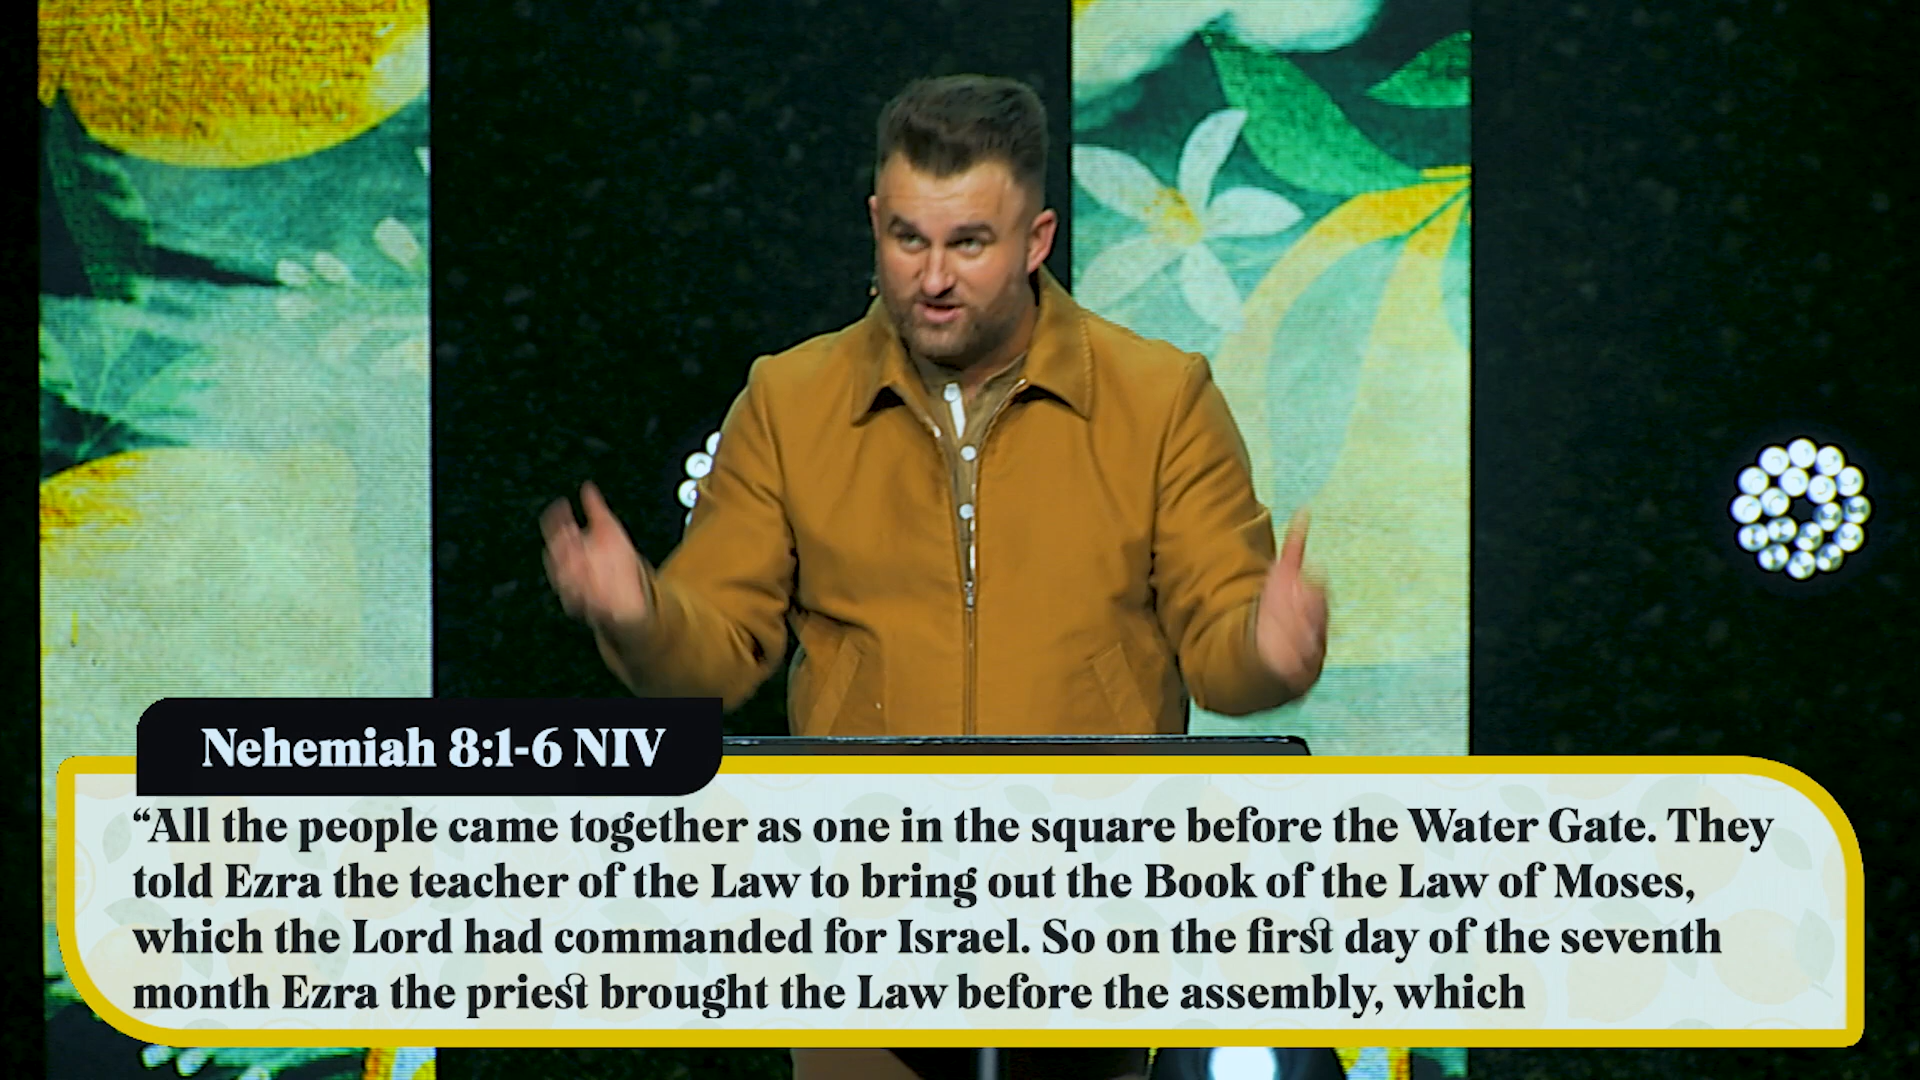 Nehemiah 8:1-6 NIV
“All the people came together as one in the square before the Water Gate. They
told Ezra the teacher of the Law to bring out the Book of the Law of Moses,
which the Lord had commanded for Israel. So on the first day of the seventh
month Ezra the priest brought the Law before the assembly, which